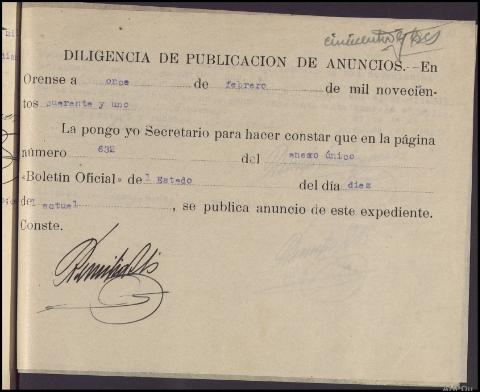 cincuenta y tres
DILIGENCIA DE PUBLICACION DE ANUNCIOS.--En
Orense a once de febrero de mil novecien-
tos cuarenta y uno
La pongo yo Secretario para hacer constar que en la página
número 632 del anexo único
«Boletín Oficial» de l Estado del día diez
del actual, se publica anuncio de este expediente.
Conste.